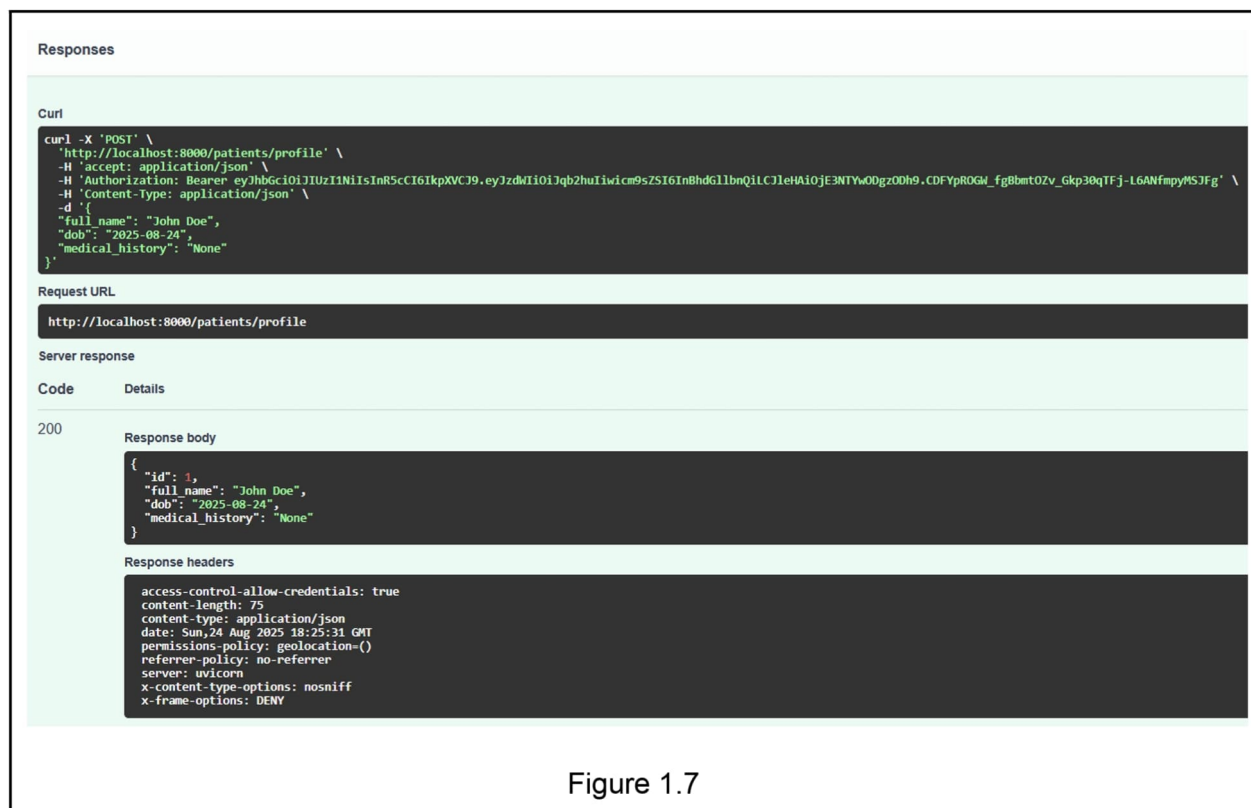 Responses
Curl
curl -X 'POST' \
'http://localhost:8000/patients/profile' \
-H 'accept: application/json' \
-H 'Authorization: Bearer eyJhbGciOiJIUzI1NiIsInR5cCI6IkpXVCJ9.eyJzdWIiOiJqb2huIiwicm9sZSI6InBhdGllbnQiLCJleHAiOjE3NTYwODgzODh9.CDFYpROGW_fgBbmtOZv_Gkp30qTFj-L6ANfmpyMSJFg' \
-H 'Content-Type: application/json' \
-d '{
"full_name": "John Doe",
"dob": "2025-08-24",
"medical_history": "None"
}'
Request URL
http://localhost:8000/patients/profile
Server response
Code Details
200
Response body
{
"id": 1,
"full_name": "John Doe",
"dob": "2025-08-24",
"medical_history": "None"
}
Response headers
access-control-allow-credentials: true
content-length: 75
content-type: application/json
date: Sun,24 Aug 2025 18:25:31 GMT
permissions-policy: geolocation=()
referrer-policy: no-referrer
server: uvicorn
x-content-type-options: nosniff
x-frame-options: DENY
Figure 1.7